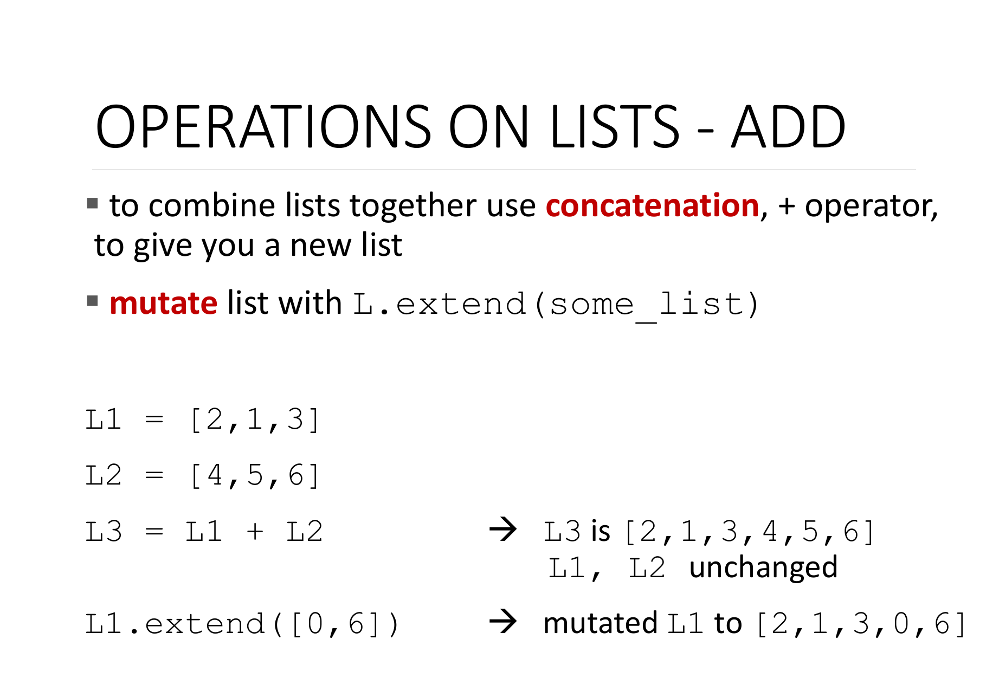 OPERATIONS ON LISTS - ADD
▪ to combine lists together use concatenation, + operator,
to give you a new list
▪ mutate list with L.extend(some_list)
L1 = [2,1,3]
L2 = [4,5,6]
L3 = L1 + L2 → L3 is [2,1,3,4,5,6]
L1, L2 unchanged
L1.extend([0,6]) → mutated L1 to [2,1,3,0,6]